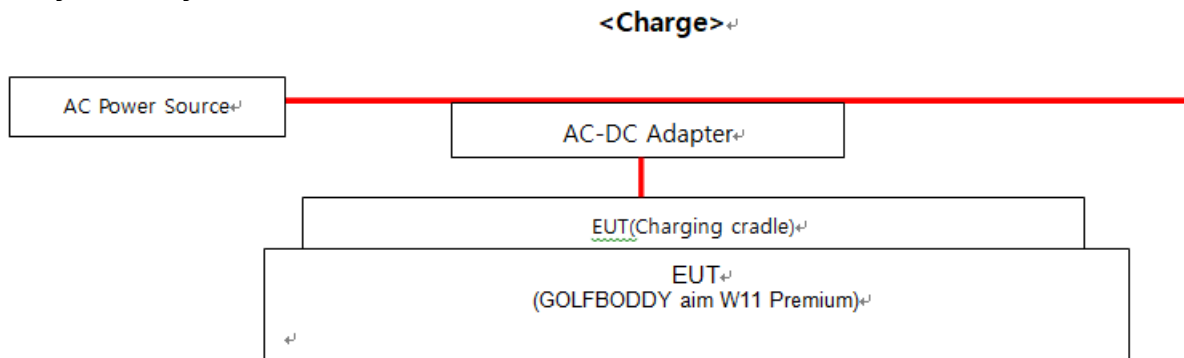 <Charge>
AC Power Source
AC-DC Adapter
EUT(Charging cradle)
EUT
(GOLFBODDY aim W11 Premium)